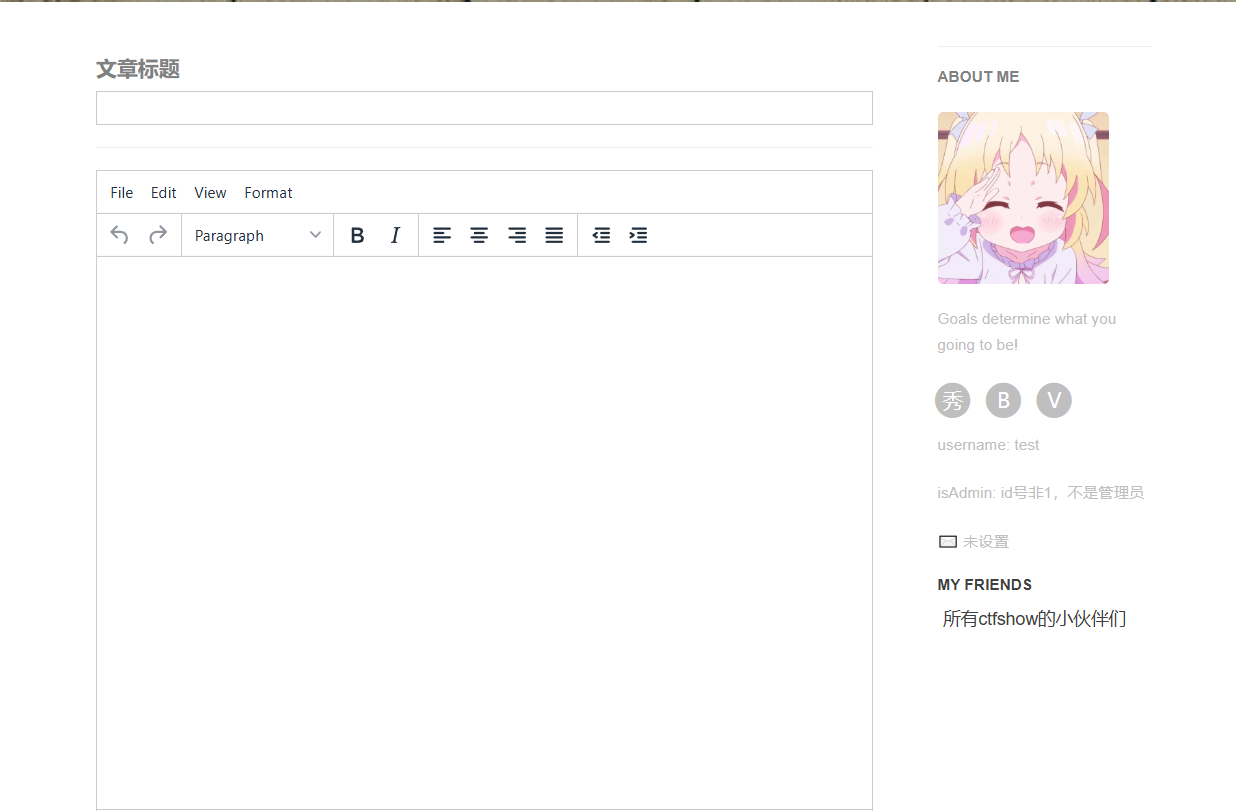 文章标题
File Edit View Format
Paragraph B I
ABOUT ME
Goals determine what you
going to be!
秀 B V
username: test
isAdmin: id号非1，不是管理员
未设置
MY FRIENDS
所有ctfshow的小伙伴们